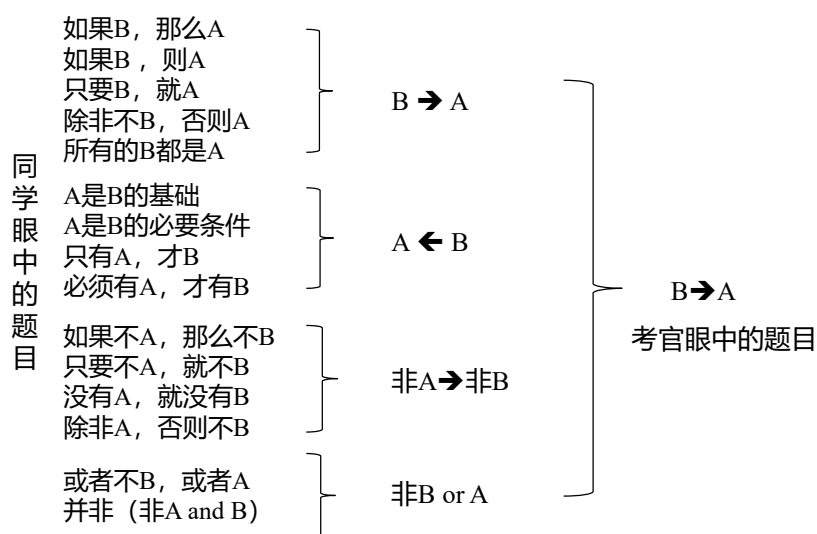 同学眼中的题目
如果B，那么A
如果B ，则A
只要B，就A
除非不B，否则A
所有的B都是A
B → A
A是B的基础
A是B的必要条件
只有A，才B
必须有A，才有B
A ← B
如果不A，那么不B
只要不A，就不B
没有A，就没有B
除非A，否则不B
非A→非B
或者不B，或者A
并非（非A and B）
非B or A
B→A
考官眼中的题目